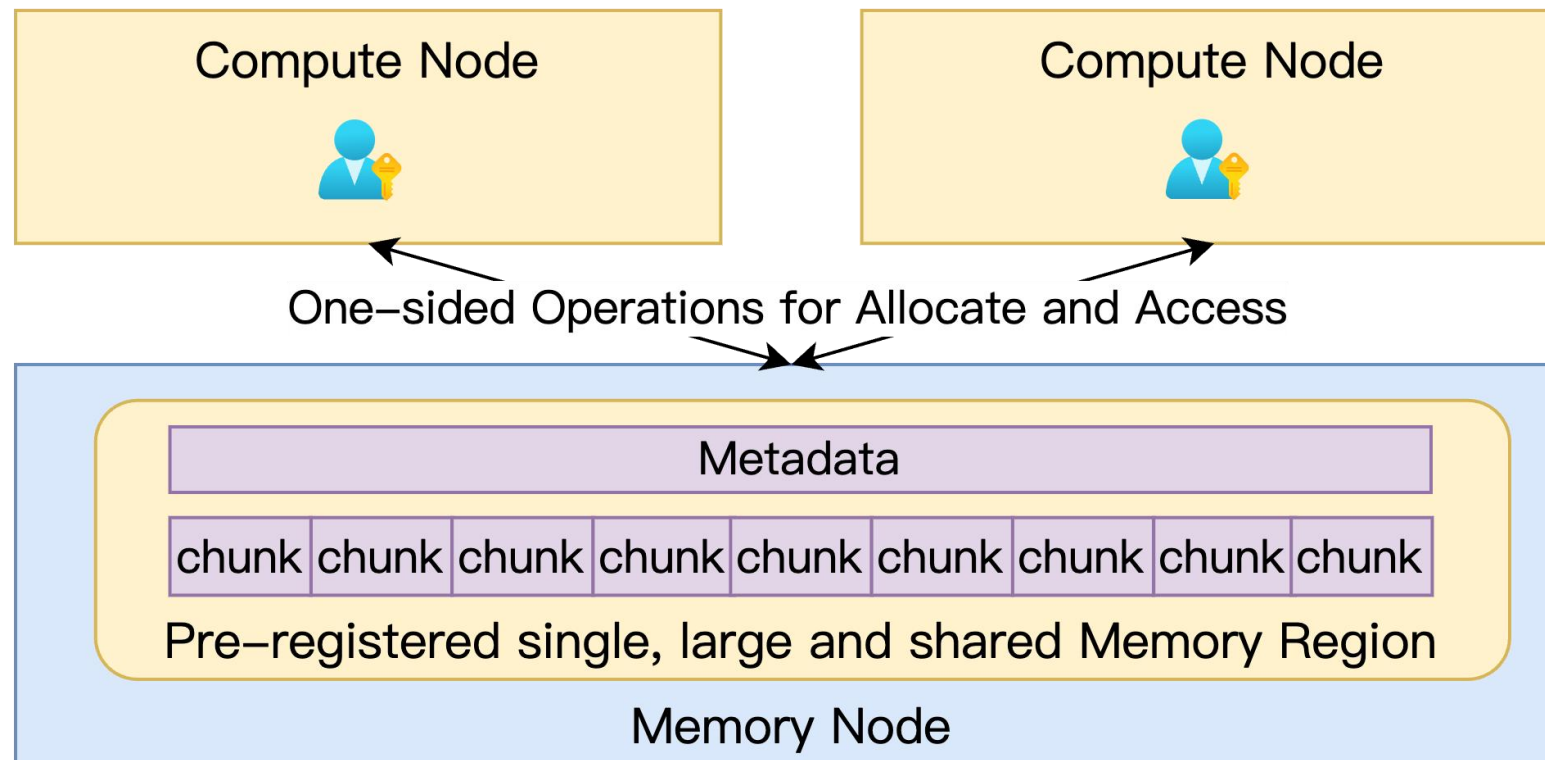 Compute Node
Compute Node
One-sided Operations for Allocate and Access
Metadata
chunk chunk chunk chunk chunk chunk chunk chunk chunk
Pre-registered single, large and shared Memory Region
Memory Node